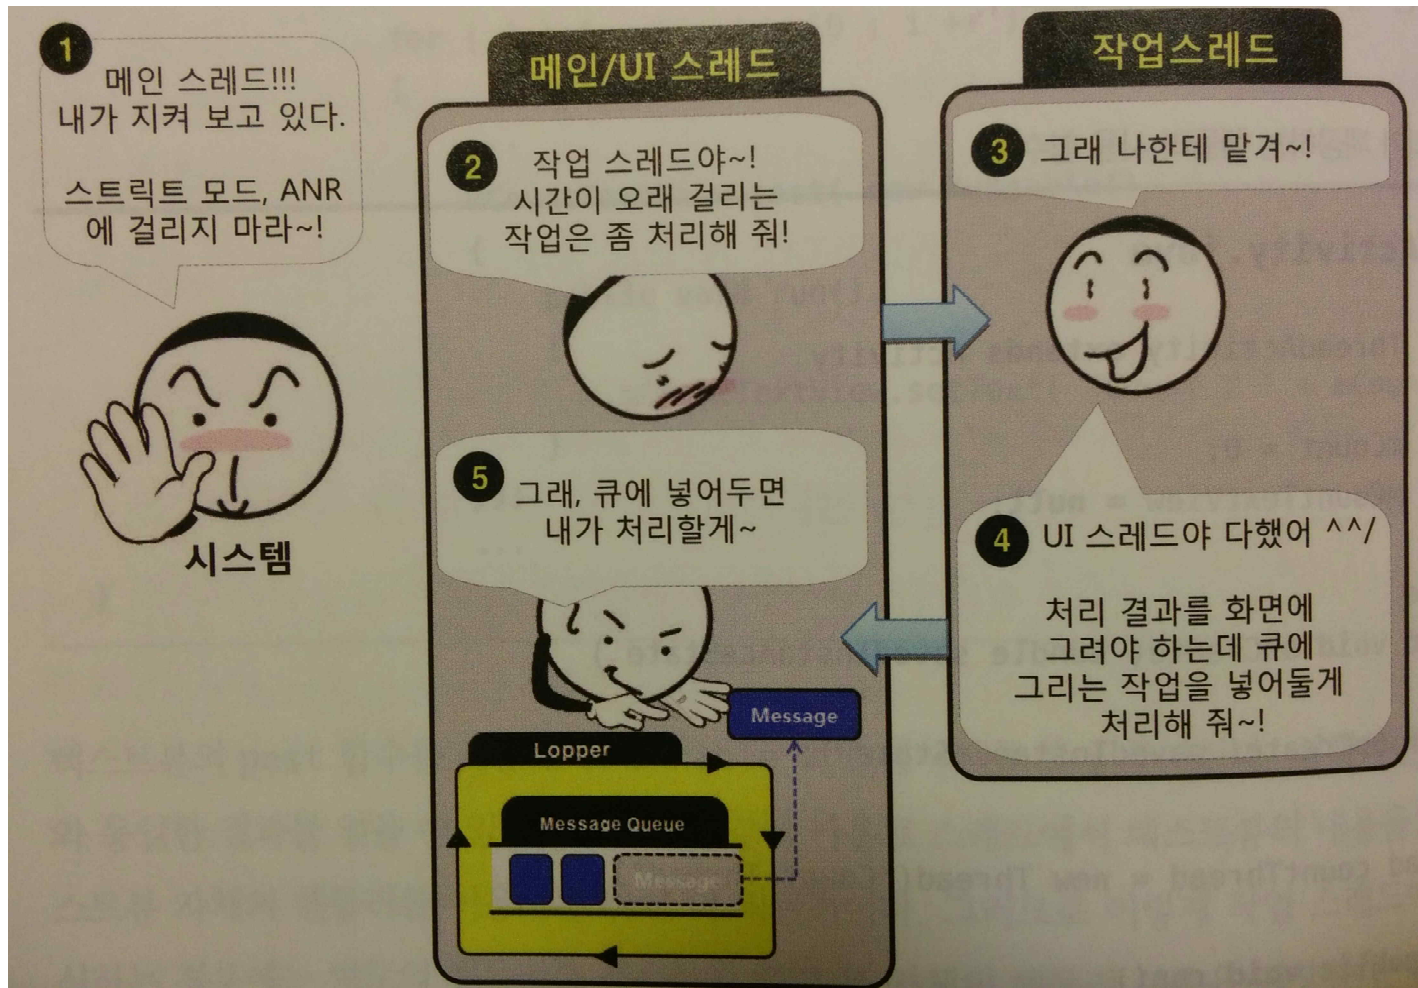 1
메인 스레드!!!
내가 지켜 보고 있다.
스트릭트 모드, ANR
에 걸리지 마라~!
시스템
메인/UI 스레드
2
작업 스레드야~!
시간이 오래 걸리는
작업은 좀 처리해 줘!
작업스레드
3
그래 나한테 맡겨~!
4
UI 스레드야 다했어 ^^/
처리 결과를 화면에
그려야 하는데 큐에
그리는 작업을 넣어둘게
처리해 줘~!
5
그래, 큐에 넣어두면
내가 처리할게~
Message
Lopper
Message Queue
Message